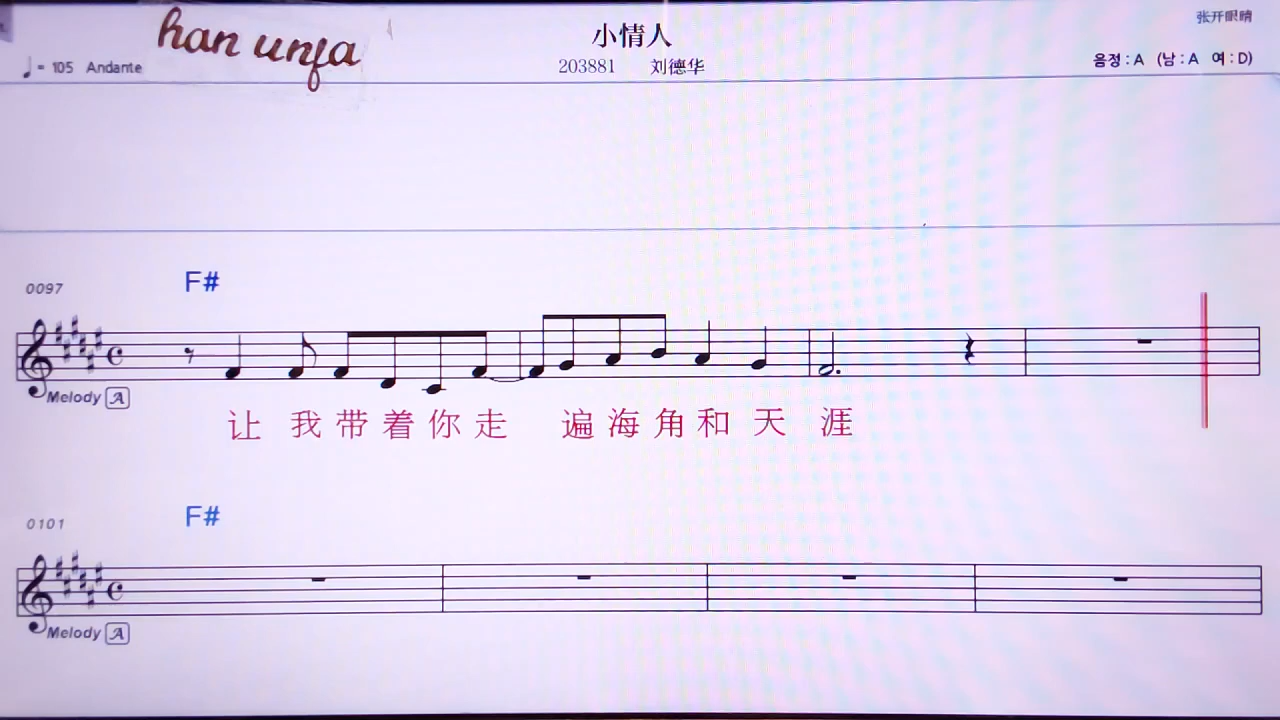 han unfa
小情人
张开眼睛
♩= 105 Andante
203881 刘德华
음정 : A (남 : A 여 : D)
0097
F#
Melody A
让我带着你走 遍海角和天涯
0101
F#
Melody A